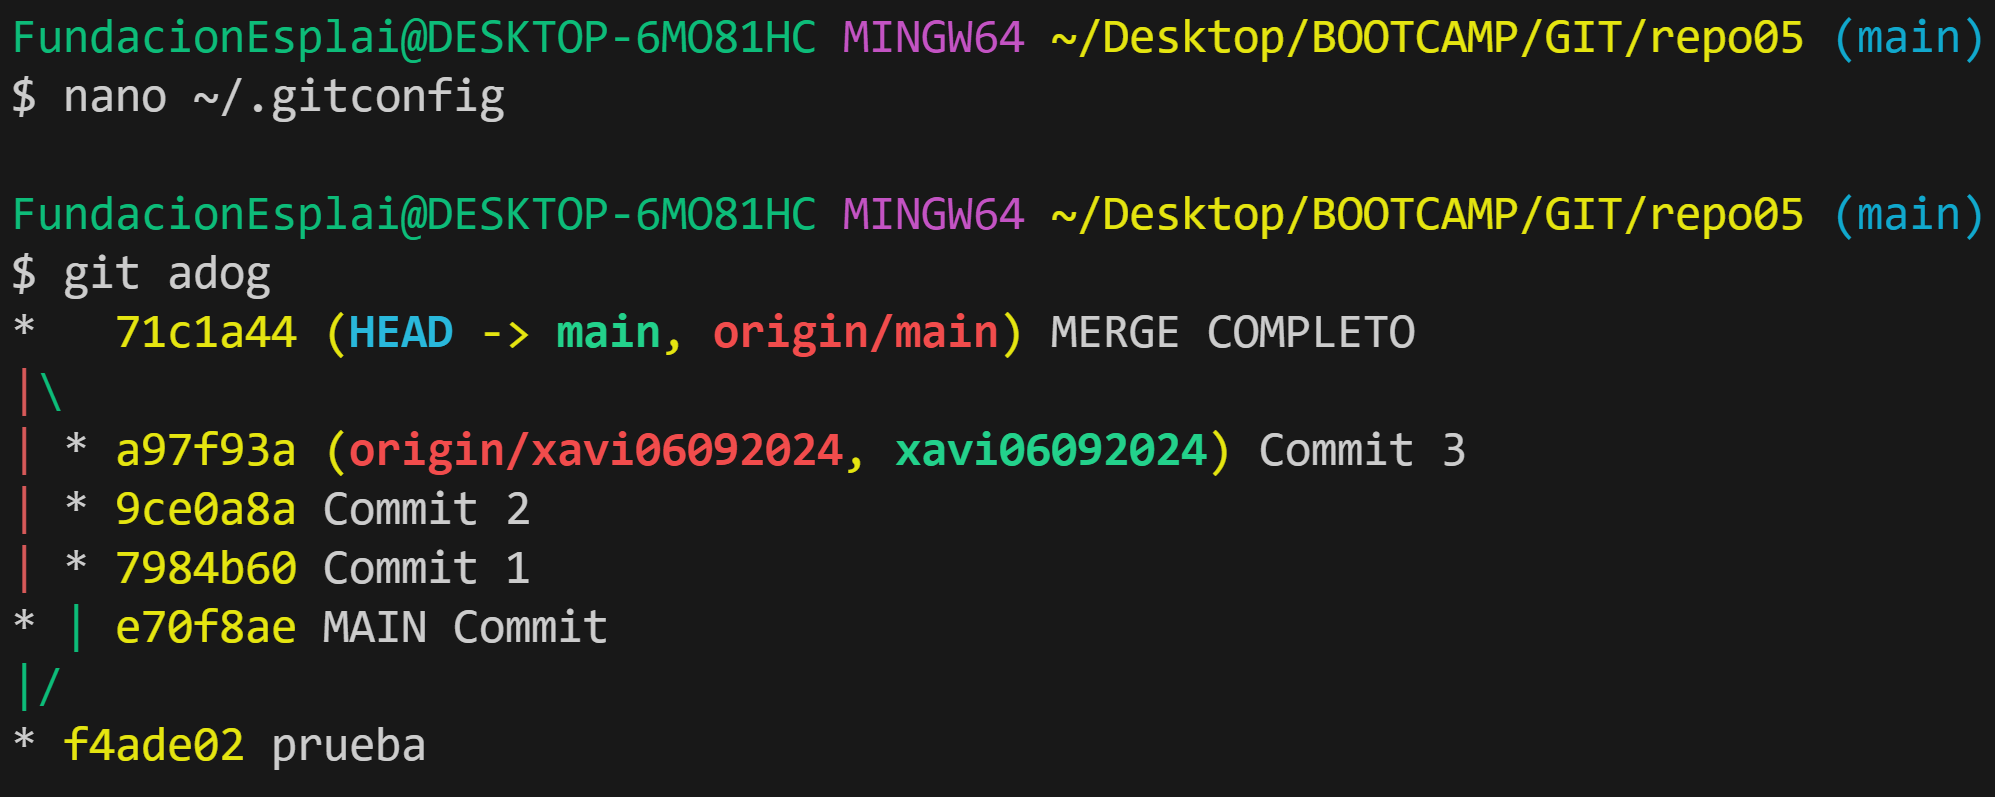 FundacionEsplai@DESKTOP-6MO81HC MINGW64 ~/Desktop/BOOTCAMP/GIT/repo05 (main)
$ nano ~/.gitconfig
FundacionEsplai@DESKTOP-6MO81HC MINGW64 ~/Desktop/BOOTCAMP/GIT/repo05 (main)
$ git adog
*   71c1a44 (HEAD -> main, origin/main) MERGE COMPLETO
|\
| * a97f93a (origin/xavi06092024, xavi06092024) Commit 3
| * 9ce0a8a Commit 2
| * 7984b60 Commit 1
* | e70f8ae MAIN Commit
|/
* f4ade02 prueba